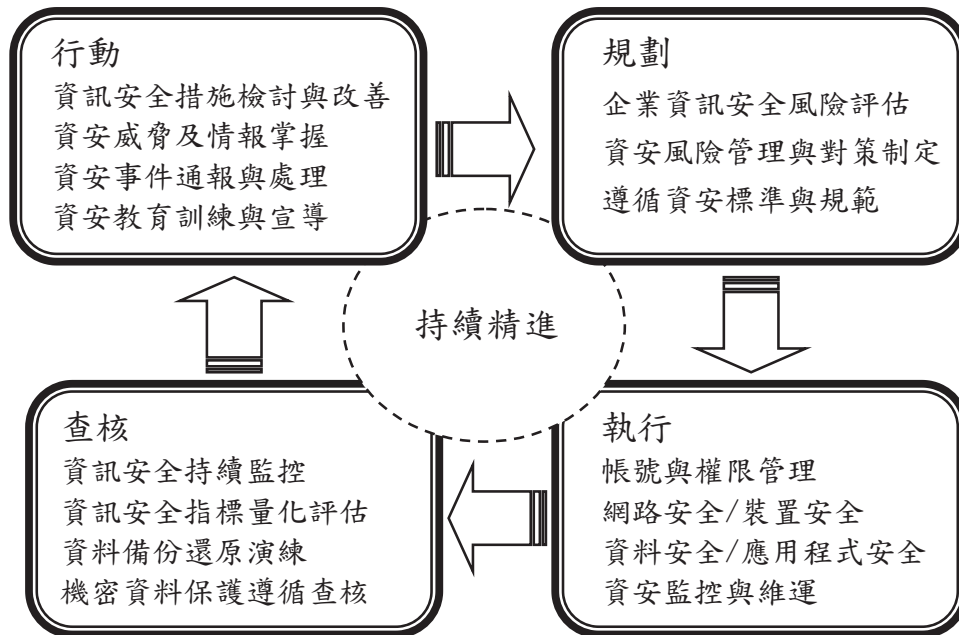 行動
資訊安全措施檢討與改善
資安威脅及情報掌握
資安事件通報與處理
資安教育訓練與宣導
規劃
企業資訊安全風險評估
資安風險管理與對策制定
遵循資安標準與規範
持續精進
查核
資訊安全持續監控
資訊安全指標量化評估
資料備份還原演練
機密資料保護遵循查核
執行
帳號與權限管理
網路安全/裝置安全
資料安全/應用程式安全
資安監控與維運